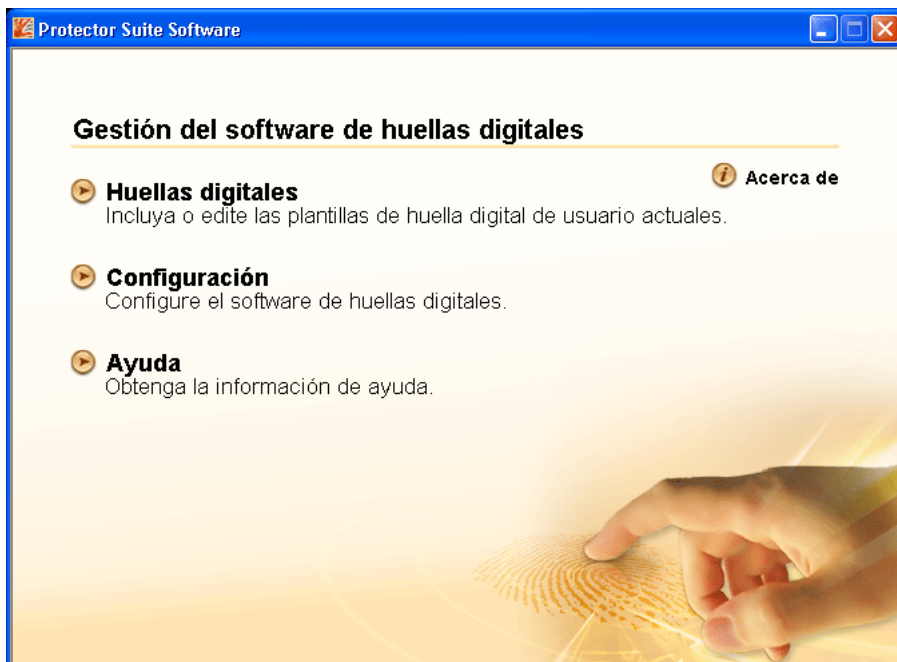 Protector Suite Software
Gestión del software de huellas digitales
Acerca de
Huellas digitales
Incluya o edite las plantillas de huella digital de usuario actuales.
Configuración
Configure el software de huellas digitales.
Ayuda
Obtenga la información de ayuda.